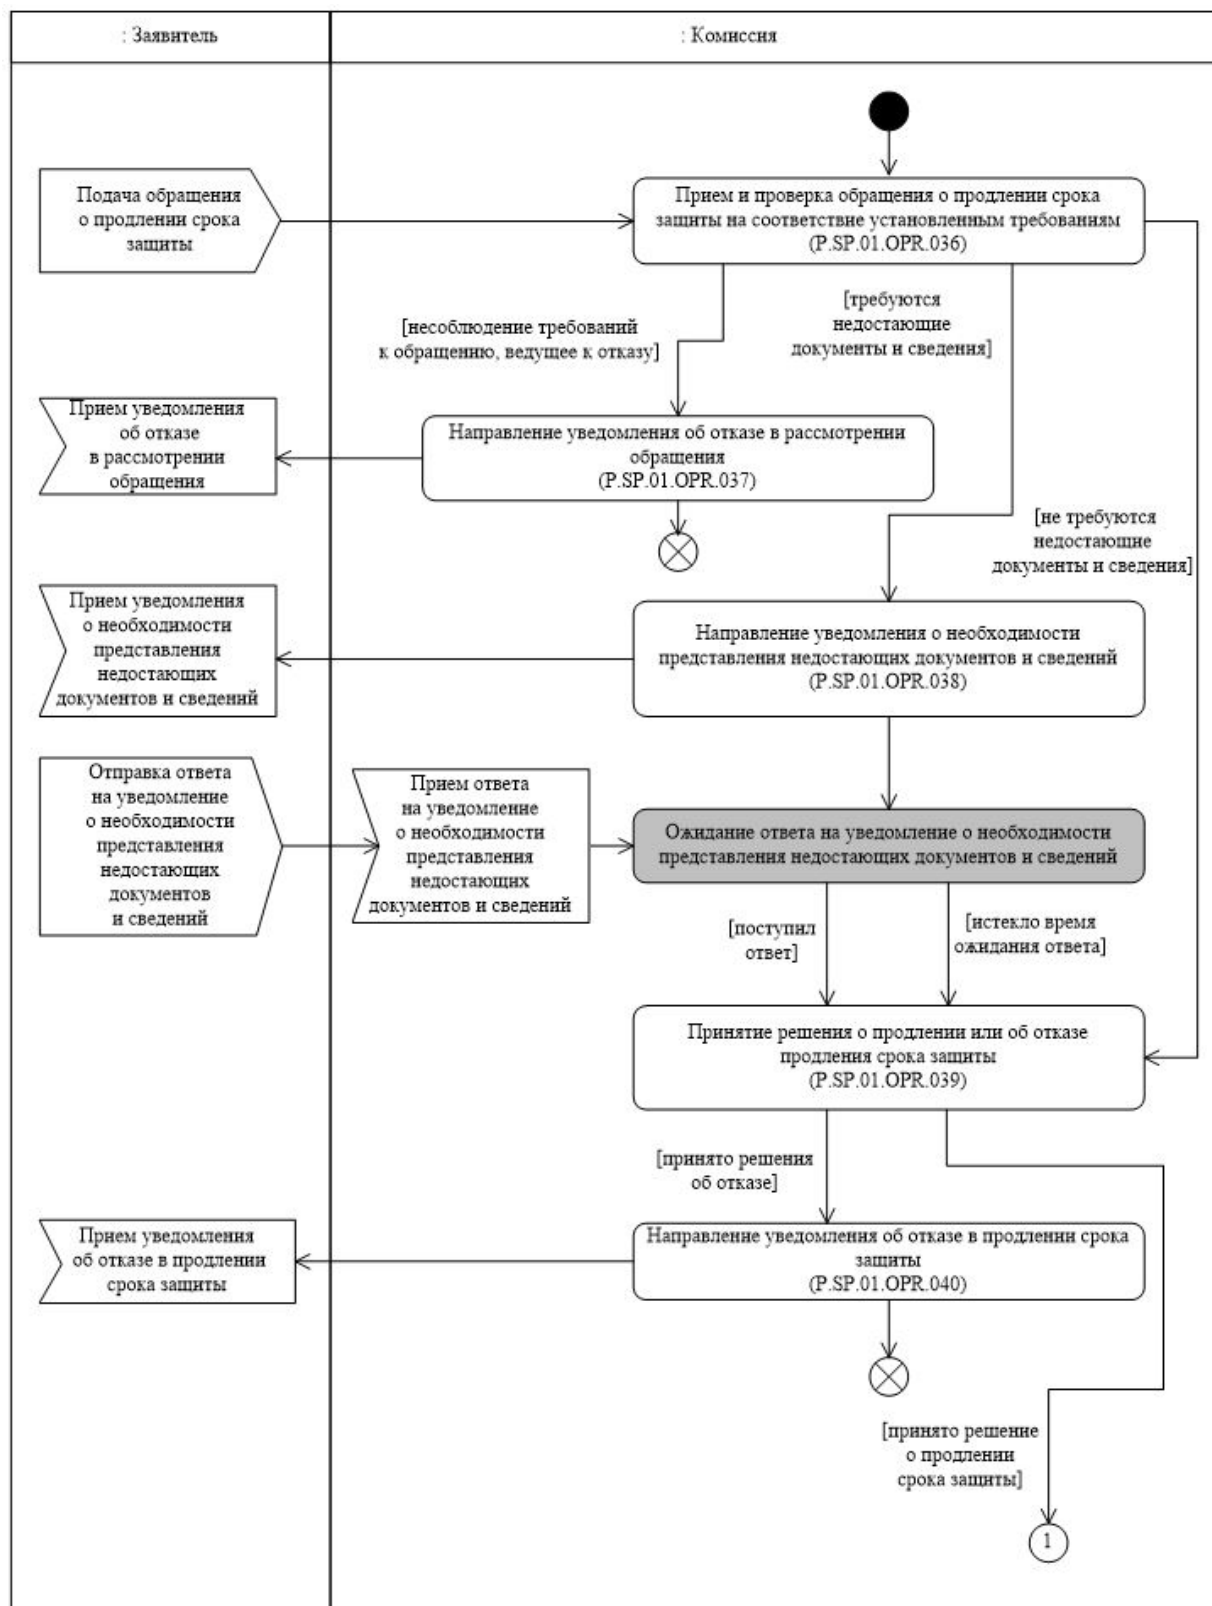 : Заявитель
: Комиссия
Подача обращения
о продлении срока
защиты
Прием и проверка обращения о продлении срока
защиты на соответствие установленным требованиям
(P.SP.01.OPR.036)
[несоблюдение требований
к обращению, ведущее к отказу]
[требуются
недостающие
документы и сведения]
Прием уведомления
об отказе
в рассмотрении
обращения
Направление уведомления об отказе в рассмотрении
обращения
(P.SP.01.OPR.037)
[не требуются
недостающие
документы и сведения]
Прием уведомления
о необходимости
представления
недостающих
документов и сведений
Направление уведомления о необходимости
представления недостающих документов и сведений
(P.SP.01.OPR.038)
Отправка ответа
на уведомление
о необходимости
представления
недостающих
документов
и сведений
Прием ответа
на уведомление
о необходимости
представления
недостающих
документов и сведений
Ожидание ответа на уведомление о необходимости
представления недостающих документов и сведений
[поступил
ответ]
[истекло время
ожидания ответа]
Принятие решения о продлении или об отказе
продления срока защиты
(P.SP.01.OPR.039)
[принято решения
об отказе]
Прием уведомления
об отказе в продлении
срока защиты
Направление уведомления об отказе в продлении срока
защиты
(P.SP.01.OPR.040)
[принято решение
о продлении
срока защиты]
1